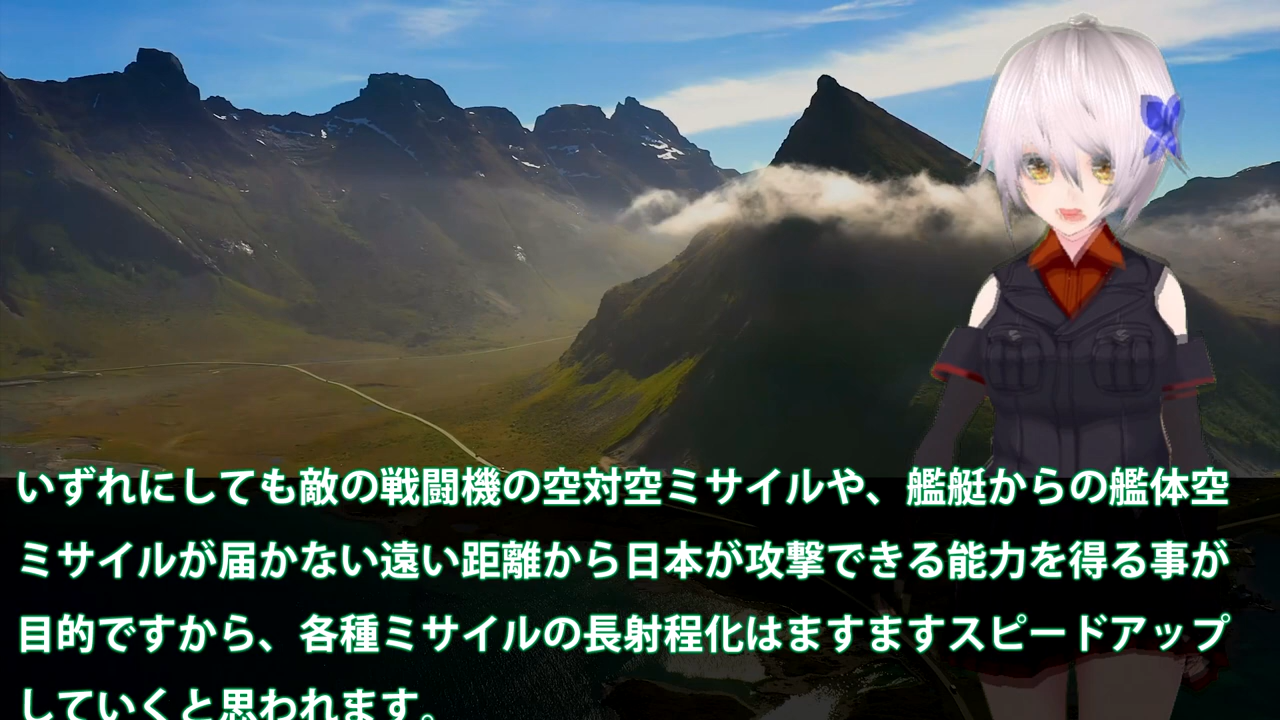 いずれにしても敵の戦闘機の空対空ミサイルや、艦艇からの艦体空
ミサイルが届かない遠い距離から日本が攻撃できる能力を得る事が
目的ですから、各種ミサイルの長射程化はますますスピードアップ
していくと思われます。